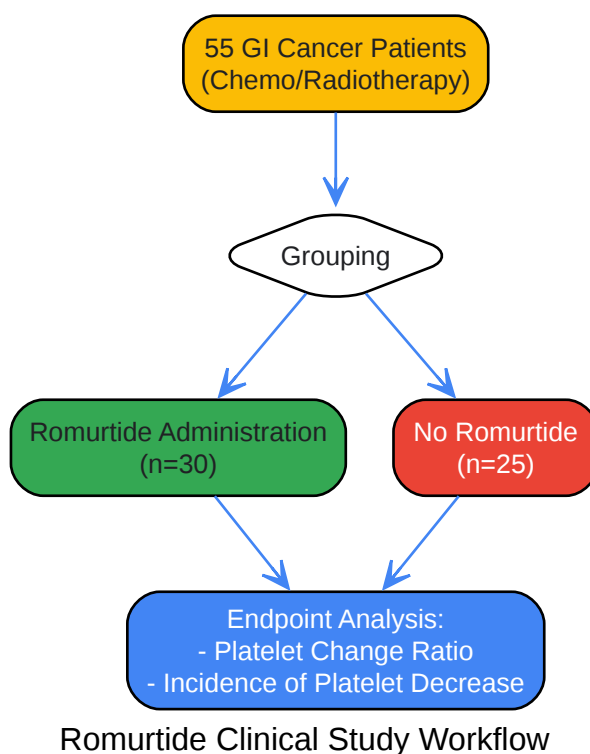 55 GI Cancer Patients
(Chemo/Radiotherapy)
Grouping
Romurtide Administration
(n=30)
No Romurtide
(n=25)
Endpoint Analysis:
- Platelet Change Ratio
- Incidence of Platelet Decrease
Romurtide Clinical Study Workflow